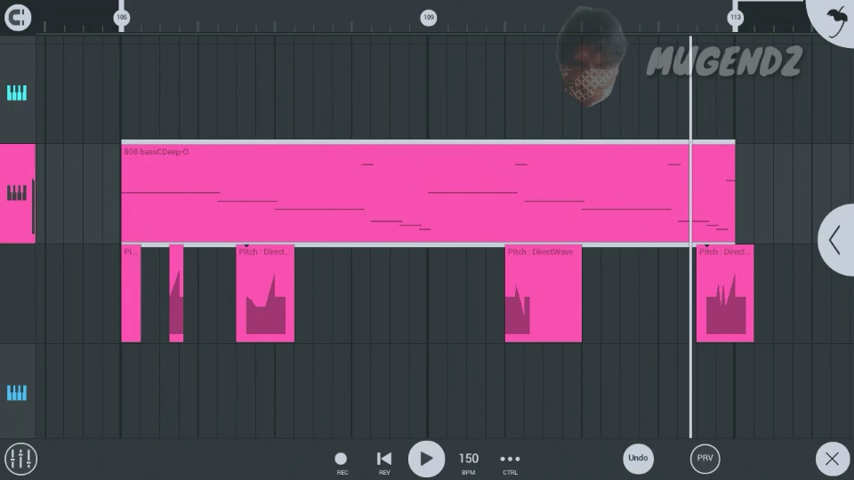 105
109
113
MUGENDZ
808 bassCDeep-G
Pi...
Pitch : Direct...
Pitch : DirectWave
Pitch : Direct...
REC
REV
150
BPM
CTRL
Undo
PRV